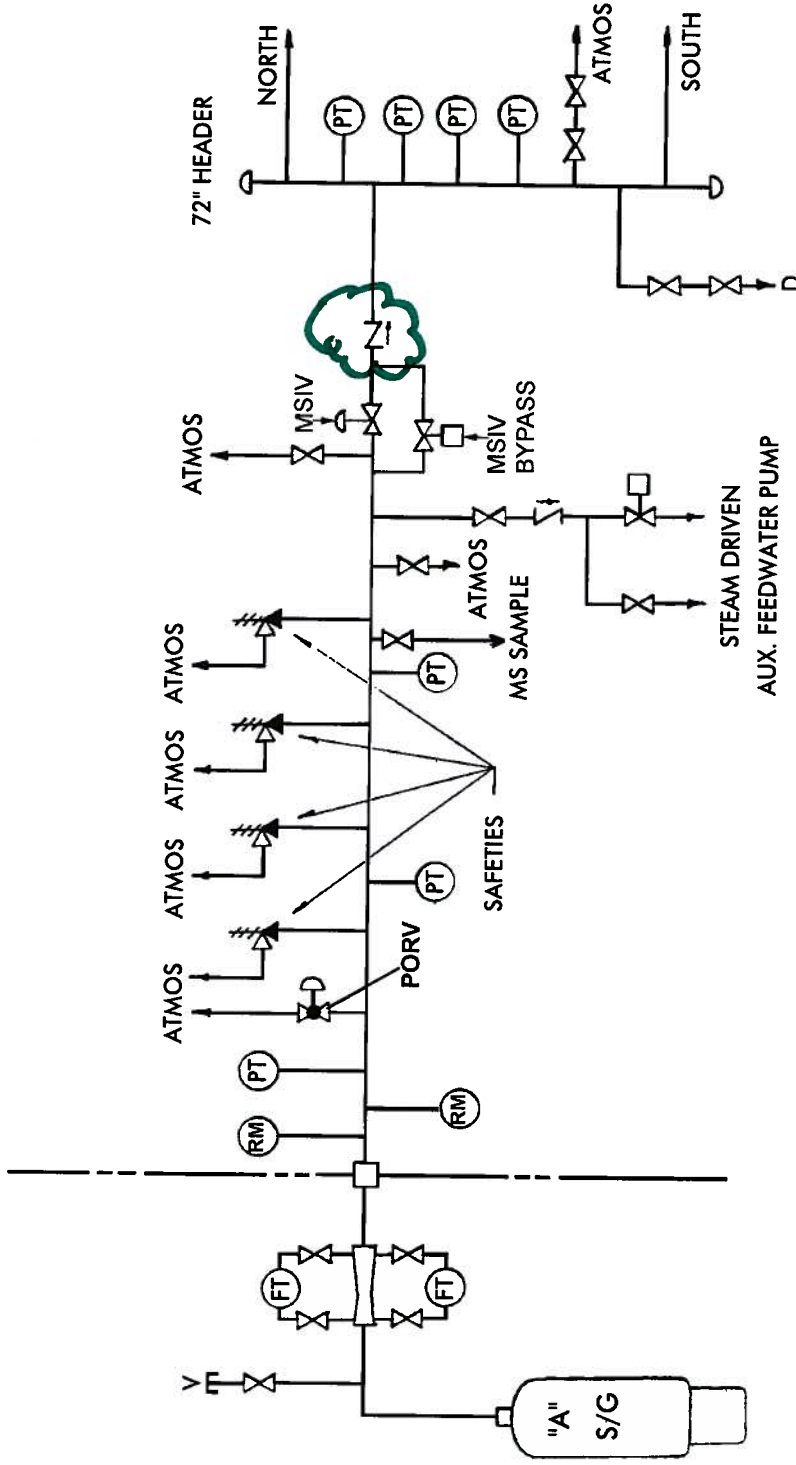 72" HEADER
NORTH
PT
PT
PT
PT
ATMOS
SOUTH
D
MSIV
MSIV
BYPASS
ATMOS
ATMOS
ATMOS
ATMOS
ATMOS
ATMOS
ATMOS
MS SAMPLE
STEAM DRIVEN
AUX. FEEDWATER PUMP
PT
PT
SAFETIES
PORV
PT
RM
RM
FT
FT
V
"A"
S/G